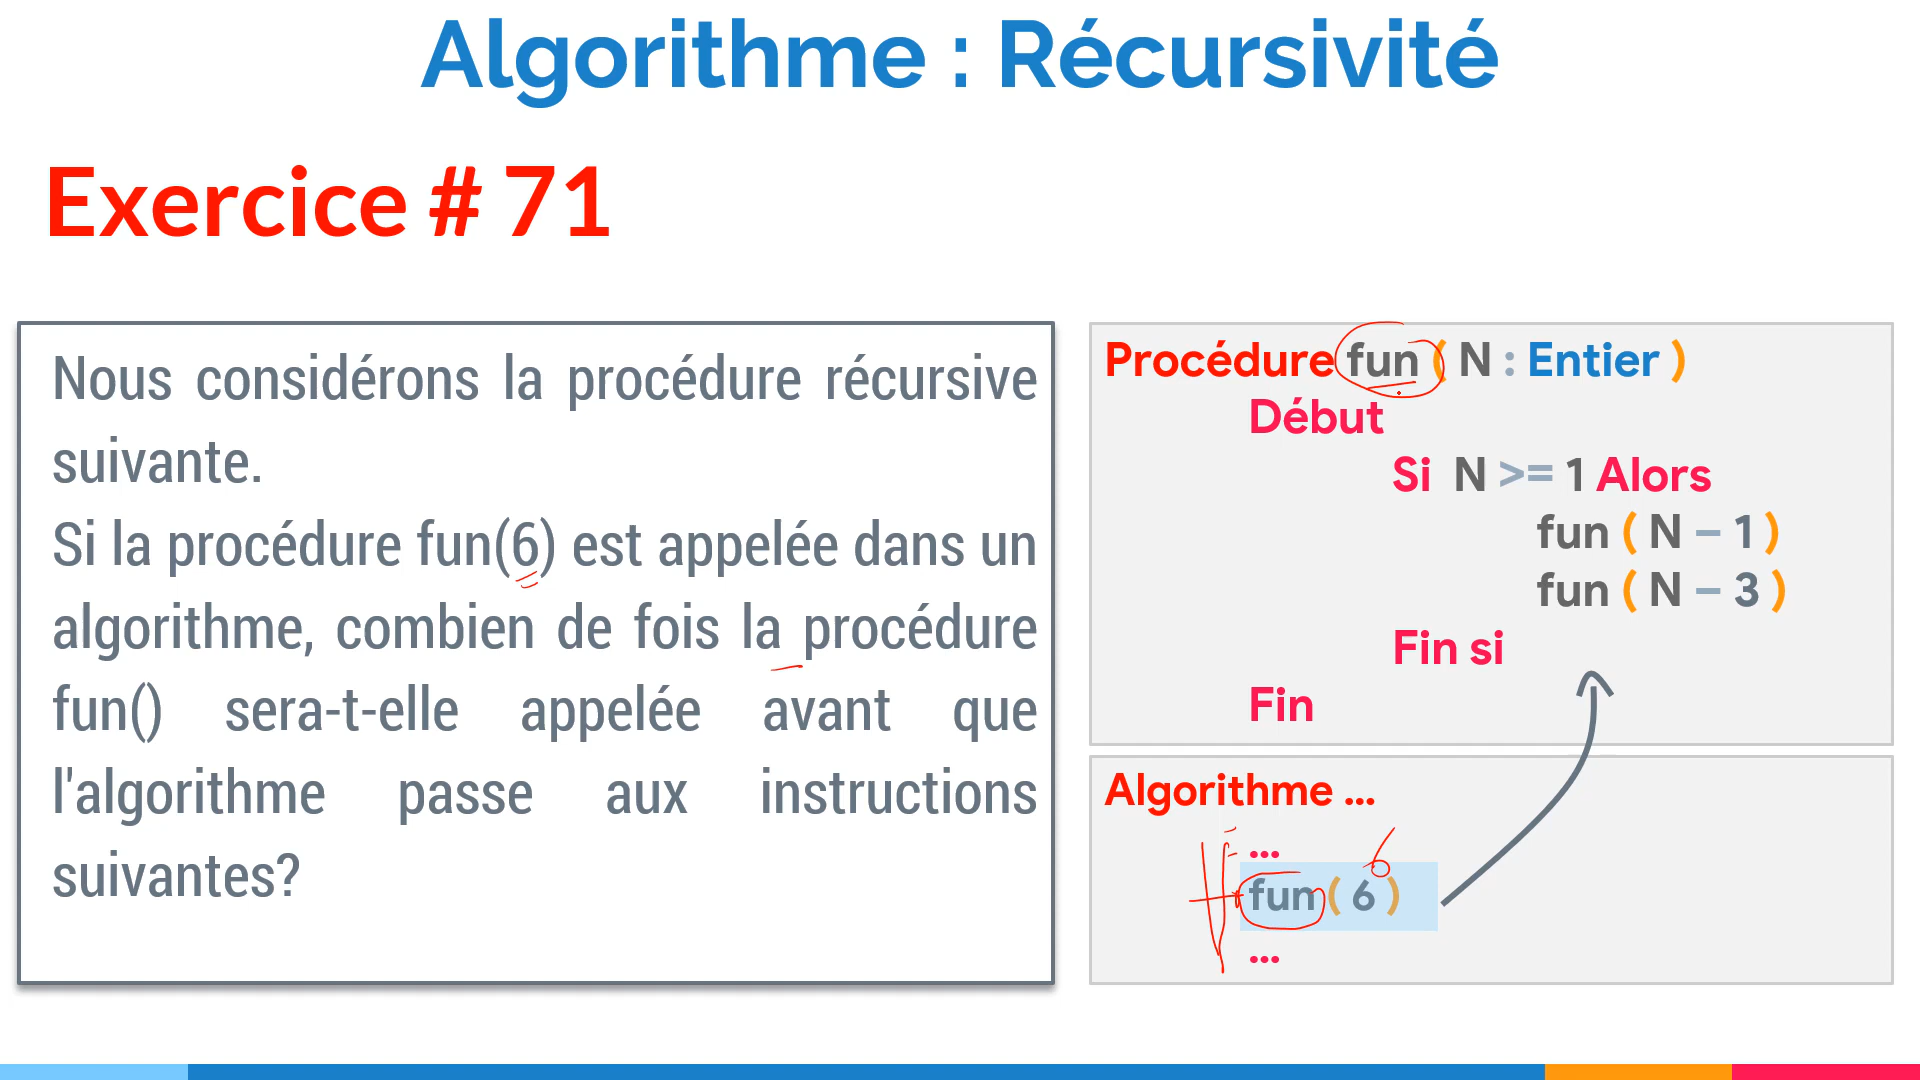 Algorithme : Récursivité
Exercice # 71
Nous considérons la procédure récursive
suivante.
Si la procédure fun(6) est appelée dans un
algorithme, combien de fois la procédure
fun() sera-t-elle appelée avant que
l'algorithme passe aux instructions
suivantes?
Procédure fun ( N : Entier )
Début
Si N >= 1 Alors
fun ( N – 1 )
fun ( N – 3 )
Fin si
Fin
Algorithme ...
...
6
fun ( 6 )
...